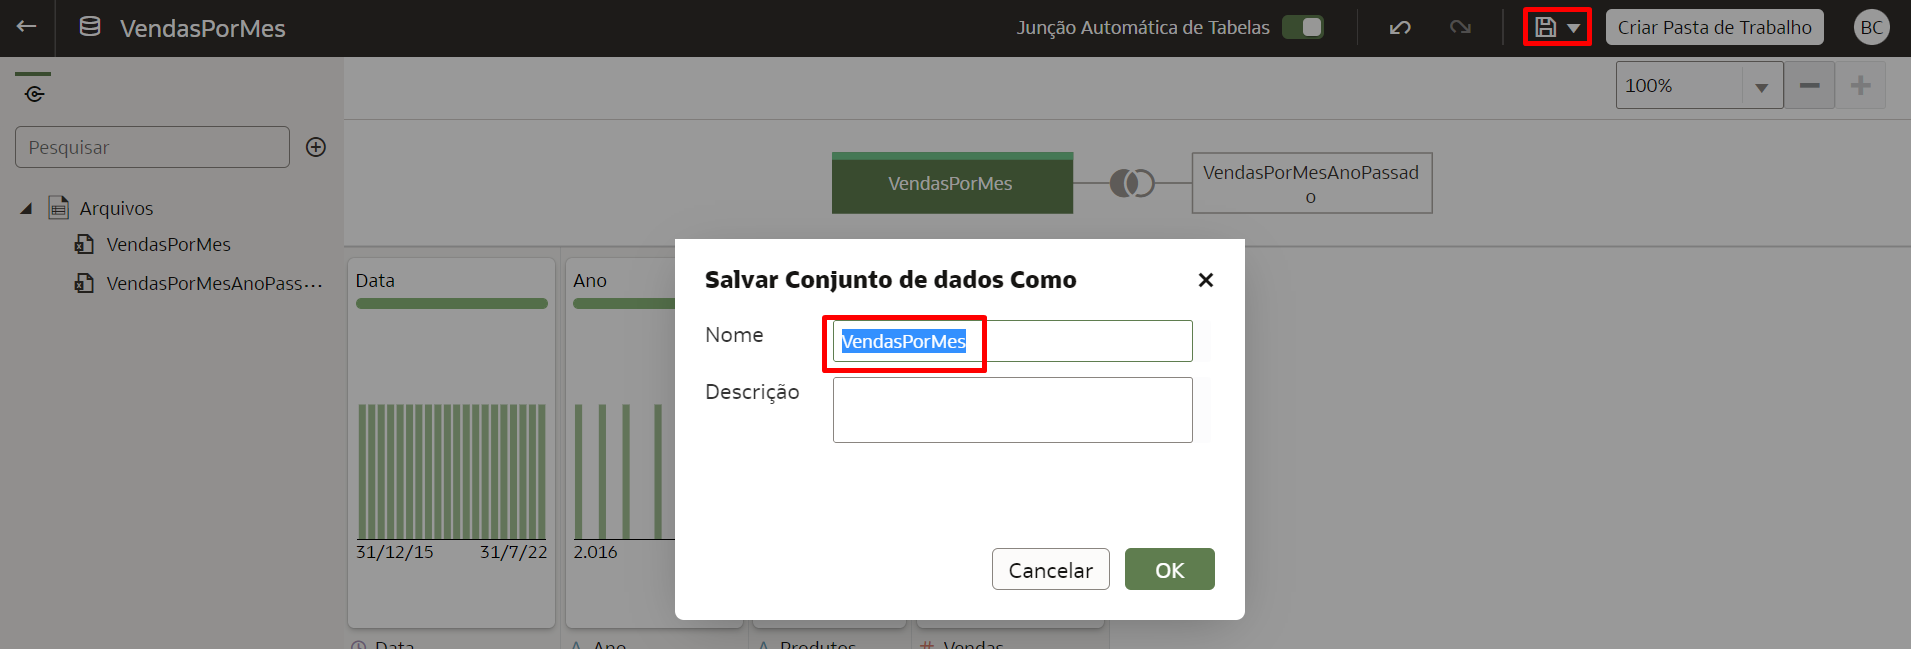 VendasPorMes
Junção Automática de Tabelas
Criar Pasta de Trabalho
BC
100%
Pesquisar
Arquivos
VendasPorMes
VendasPorMesAnoPass...
VendasPorMes
VendasPorMesAnoPassad
o
Data
31/12/15 31/7/22
Ano
2.016
Salvar Conjunto de dados Como
Nome
VendasPorMes
Descrição
Cancelar
OK
Data
A Ano
A Produtos
# Vendas